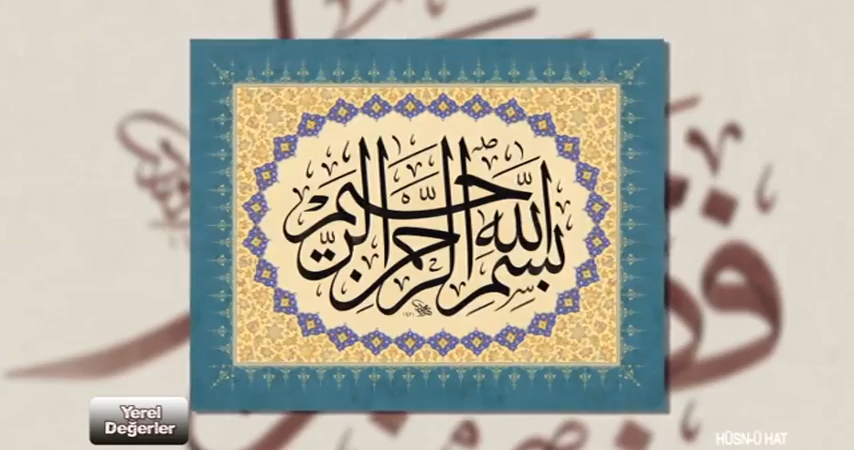 بسم الله الرحمن الرحيم
Yerel
Değerler
HÜSN-Ü HAT